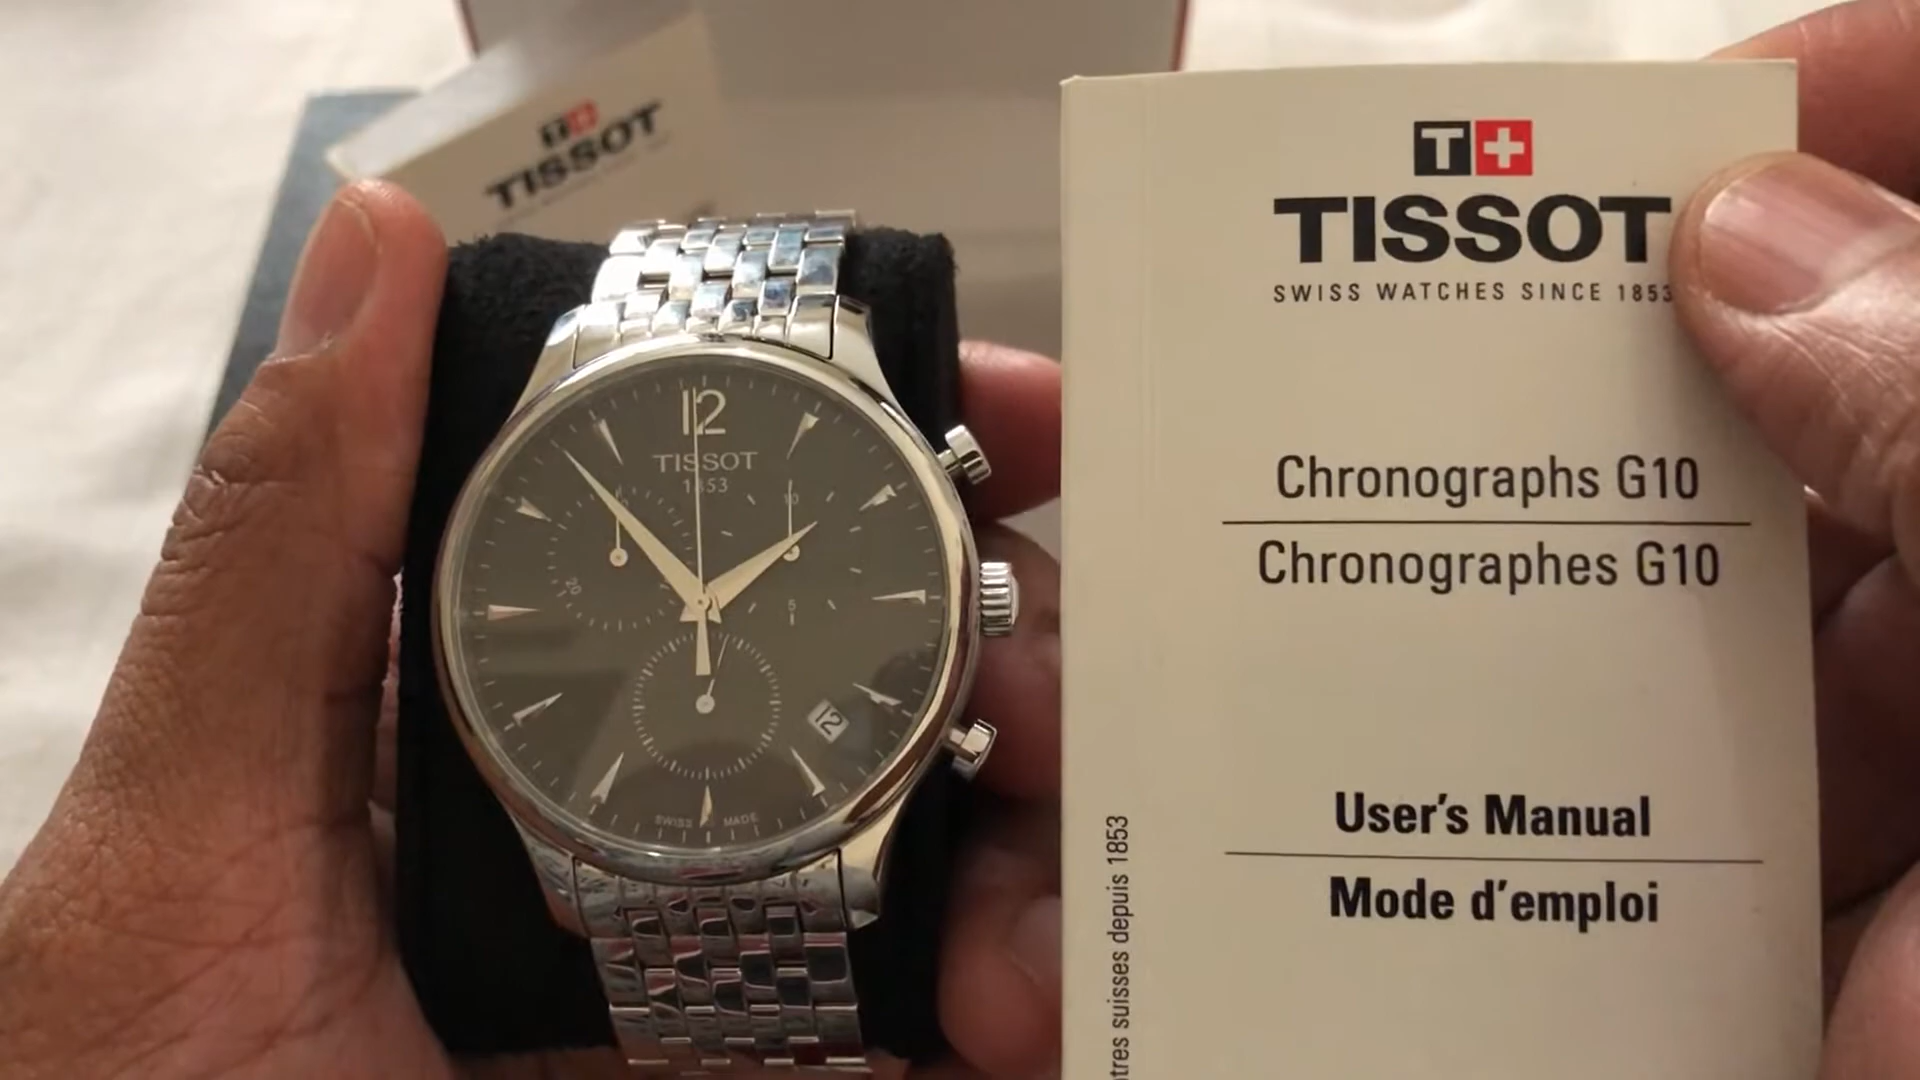 TISSOT
12
TISSOT
1853
10
20
5
12
SWISS MADE
T+
TISSOT
SWISS WATCHES SINCE 1853
Chronographs G10
Chronographes G10
User's Manual
Mode d'emploi
tres suisses depuis 1853